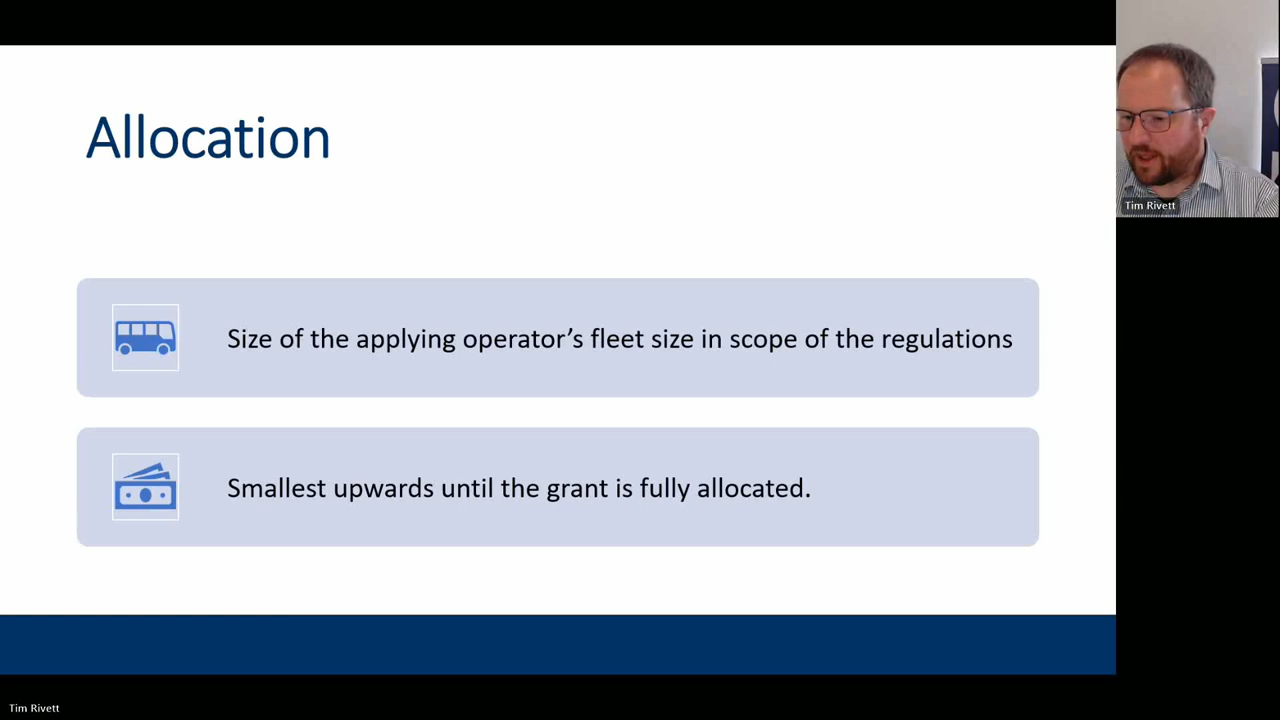 Allocation
Size of the applying operator’s fleet size in scope of the regulations
Smallest upwards until the grant is fully allocated.
Tim Rivett
Tim Rivett